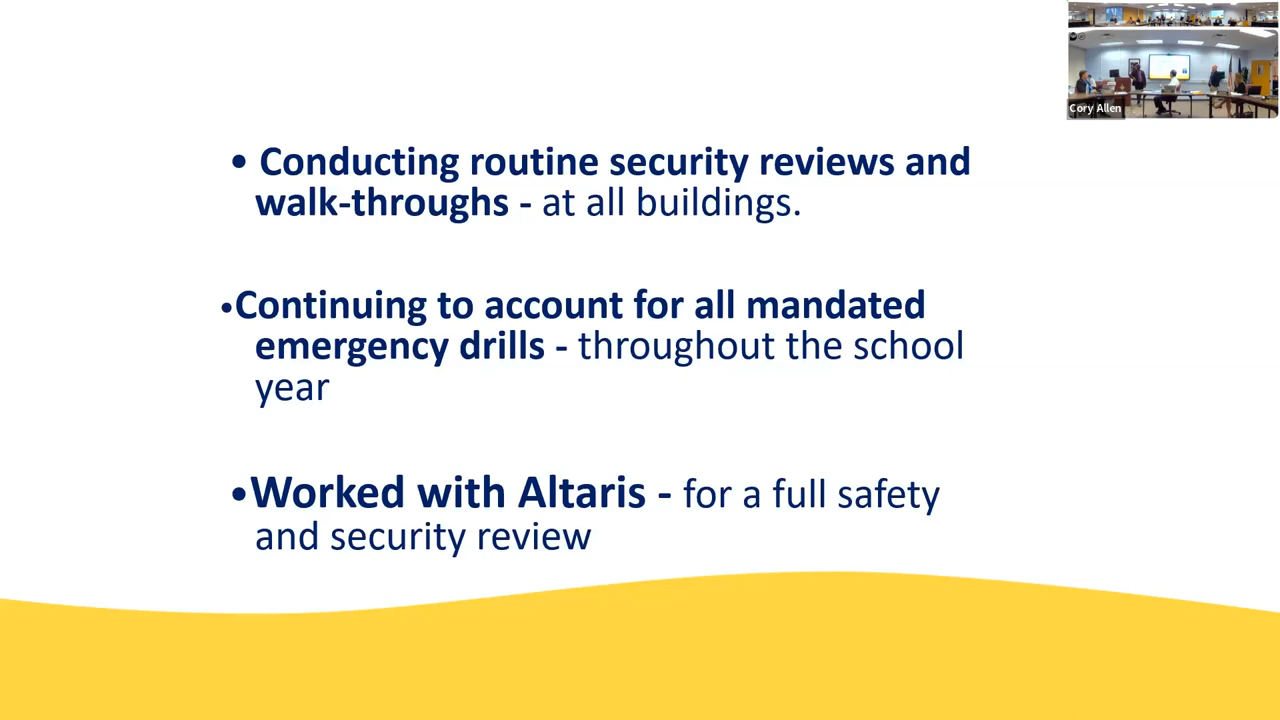 Cory Allen
• Conducting routine security reviews and
walk-throughs - at all buildings.
•Continuing to account for all mandated
emergency drills - throughout the school
year
•Worked with Altaris - for a full safety
and security review